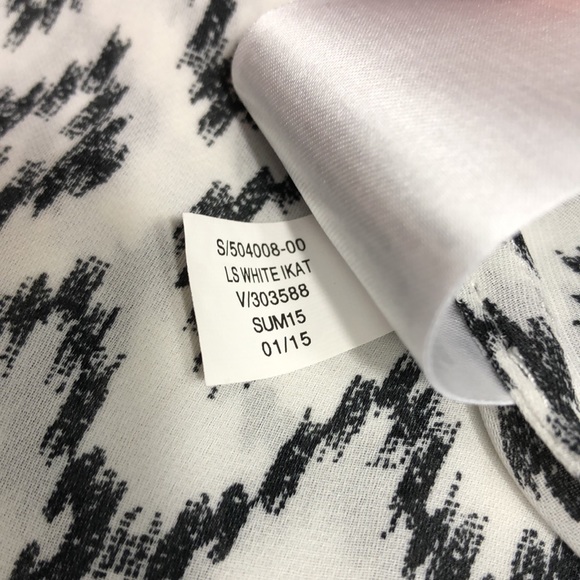 S/504008-00
LS WHITE IKAT
V/303588
SUM15
01/15